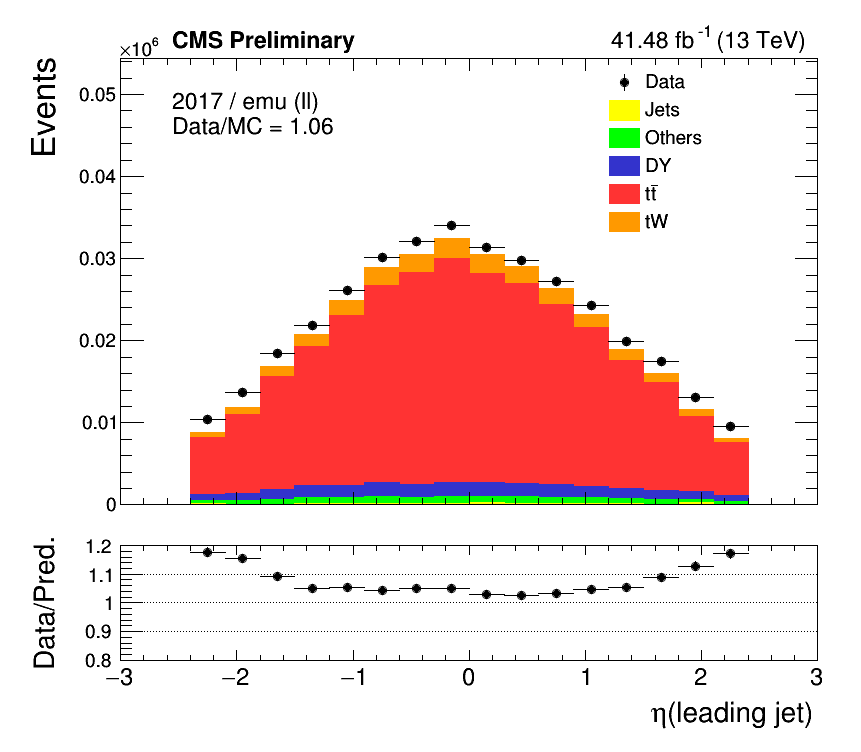 ×10⁶ CMS Preliminary 41.48 fb⁻¹ (13 TeV)
Events
2017 / emu (ll)
Data/MC = 1.06
Data
Jets
Others
DY
tt̄
tW
0.05
0.04
0.03
0.02
0.01
0
Data/Pred.
1.2
1.1
1
0.9
0.8
−3 −2 −1 0 1 2 3
η(leading jet)